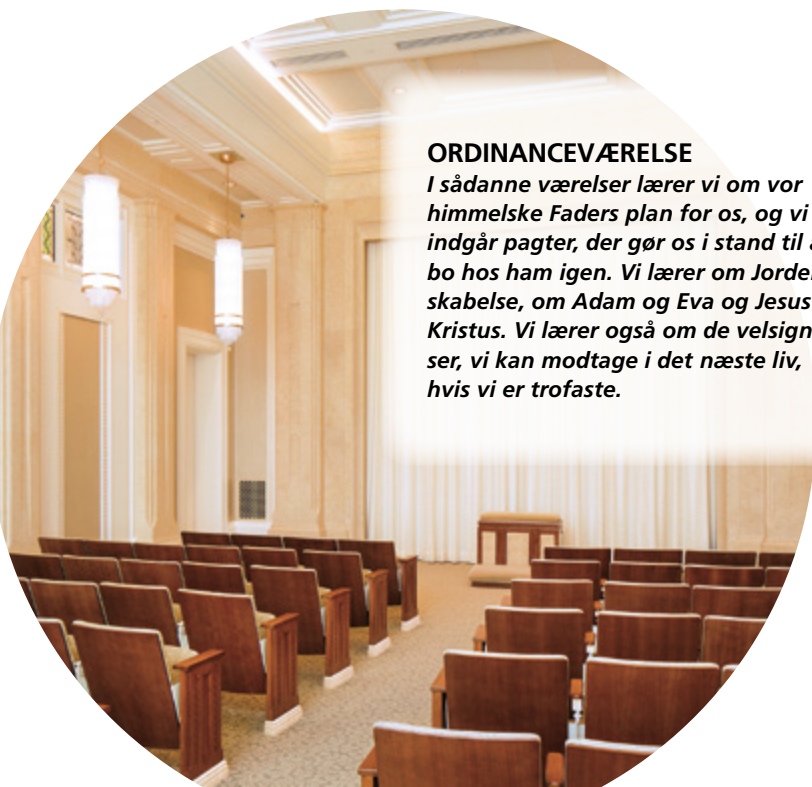 ORDINANCEVÆRELSE
I sådanne værelser lærer vi om vor
himmelske Faders plan for os, og vi
indgår pagter, der gør os i stand til
bo hos ham igen. Vi lærer om
skabelse, om Adam og Eva og Jesus
Kristus. Vi lærer også om de velsign
ser, vi kan modtage i det næste liv,
hvis vi er trofaste.